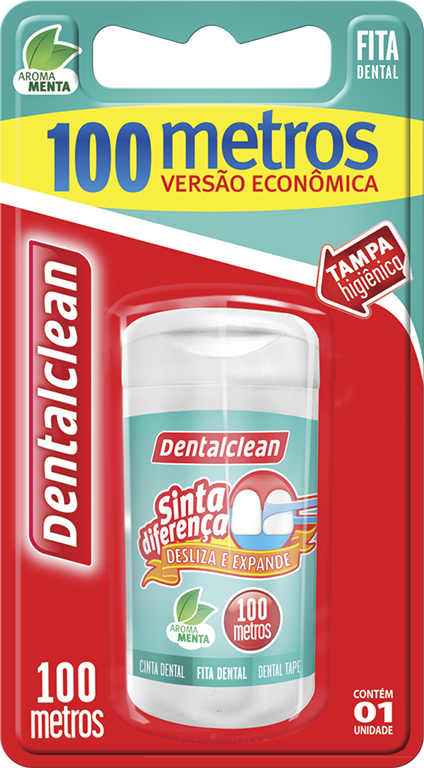 AROMA
MENTA
FITA
DENTAL
100 metros
VERSÃO ECONÔMICA
TAMPA
higiênica
Dentalclean
Dentalclean
Sinta
diferença
DESLIZA E EXPANDE
AROMA
MENTA
100
metros
CINTA DENTAL FITA DENTAL DENTAL TAPE
100
metros
CONTÉM
01
UNIDADE